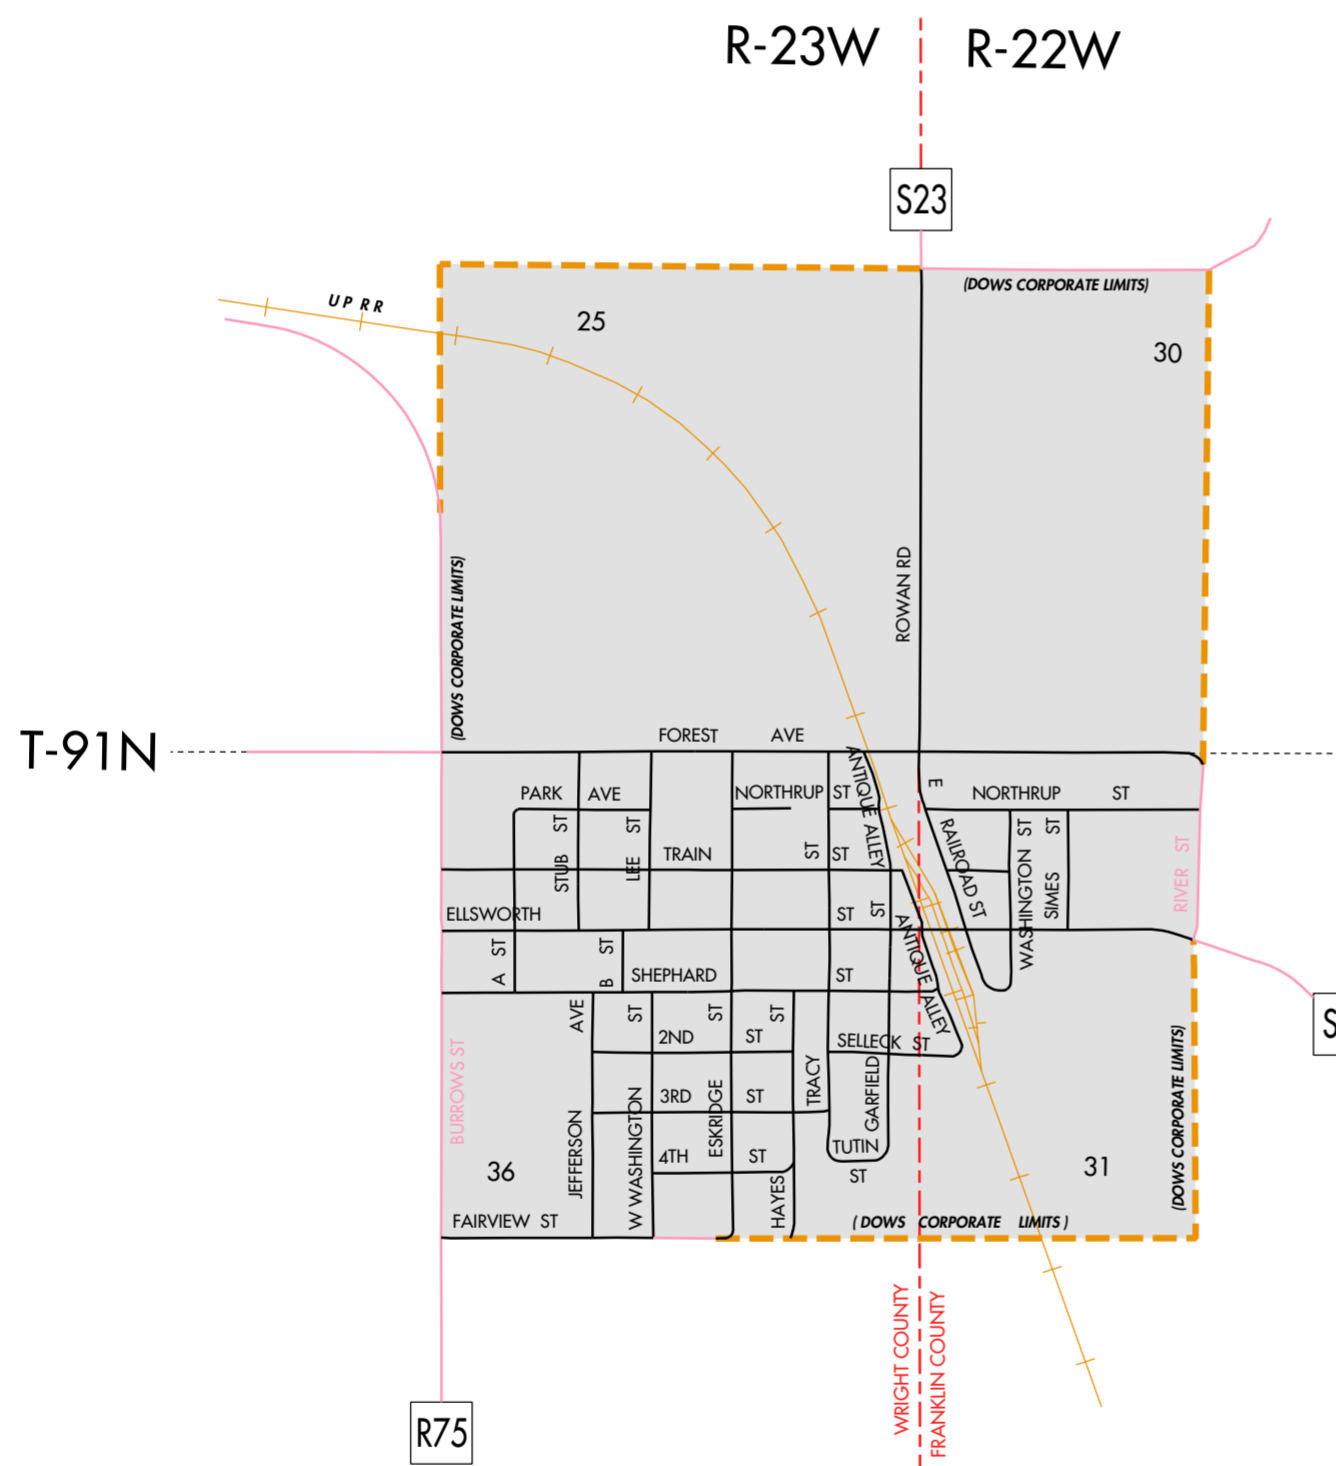 R-23W
R-22W
S23
(DOWS CORPORATE LIMITS)
UP RR
25
30
(DOWS CORPORATE LIMITS)
ROWAN RD
T-91N
FOREST AVE
ANTIQUE ALLEY
PARK AVE
NORTHRUP ST
E NORTHRUP ST
STUB ST
LEE ST
TRAIN ST
RAILROAD ST
WASHINGTON ST
SIMES ST
RIVER ST
ELLSWORTH ST
ANTIQUE ALLEY
A ST
B ST
SHEPHARD ST
S
2ND ST
SELLECK ST
BURROWS ST
JEFFERSON AVE
W WASHINGTON ST
ESKRIDGE ST
HAYES ST
TRACY ST
GARFIELD ST
3RD ST
4TH ST
TUTIN ST
36
31
(DOWS CORPORATE LIMITS)
FAIRVIEW ST
( DOWS CORPORATE LIMITS )
WRIGHT COUNTY
FRANKLIN COUNTY
R75